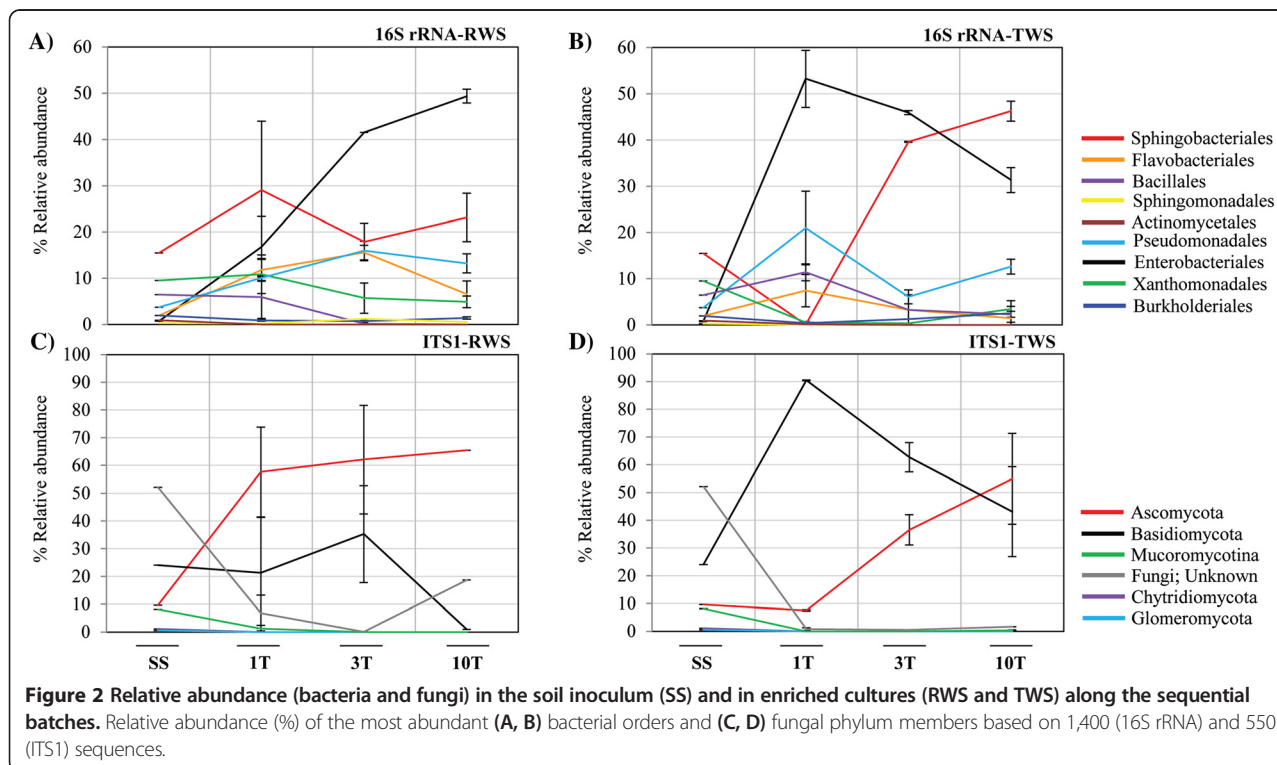 A)
16S rRNA-RWS
60
50
40
30
20
10
0
% Relative abundance
B)
16S rRNA-TWS
60
50
40
30
20
10
0
% Relative abundance
Sphingobacteriales
Flavobacteriales
Bacillales
Sphingomonadales
Actinomycetales
Pseudomonadales
Enterobacteriales
Xanthomonadales
Burkholderiales
C)
ITS1-RWS
100
90
80
70
60
50
40
30
20
10
0
% Relative abundance
SS 1T 3T 10T
D)
ITS1-TWS
100
90
80
70
60
50
40
30
20
10
0
% Relative abundance
SS 1T 3T 10T
Ascomycota
Basidiomycota
Mucoromycotina
Fungi; Unknown
Chytridiomycota
Glomeromycota
Figure 2 Relative abundance (bacteria and fungi) in the soil inoculum (SS) and in enriched cultures (RWS and TWS) along the sequential
batches. Relative abundance (%) of the most abundant (A, B) bacterial orders and (C, D) fungal phylum members based on 1,400 (16S rRNA) and 550
(ITS1) sequences.